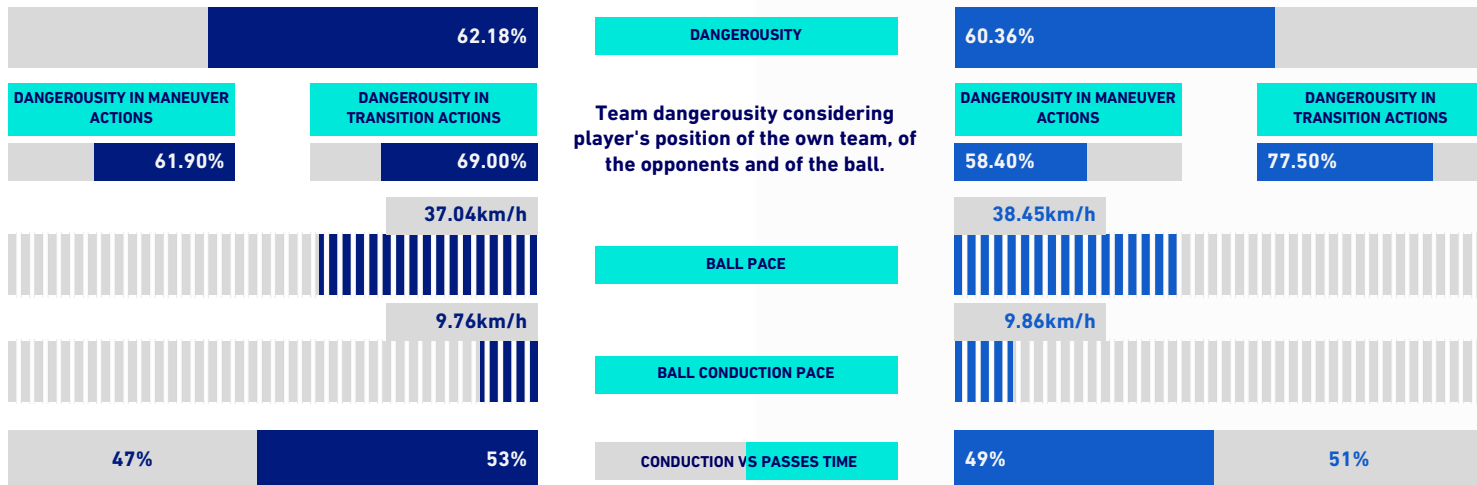 62.18%
DANGEROUSITY
60.36%
DANGEROUSITY IN MANEUVER
ACTIONS
DANGEROUSITY IN
TRANSITION ACTIONS
Team dangerousity considering
player's position of the own team, of
the opponents and of the ball.
DANGEROUSITY IN MANEUVER
ACTIONS
DANGEROUSITY IN
TRANSITION ACTIONS
61.90%
69.00%
58.40%
77.50%
37.04km/h
BALL PACE
38.45km/h
9.76km/h
BALL CONDUCTION PACE
9.86km/h
47%
53%
CONDUCTION VS PASSES TIME
49%
51%